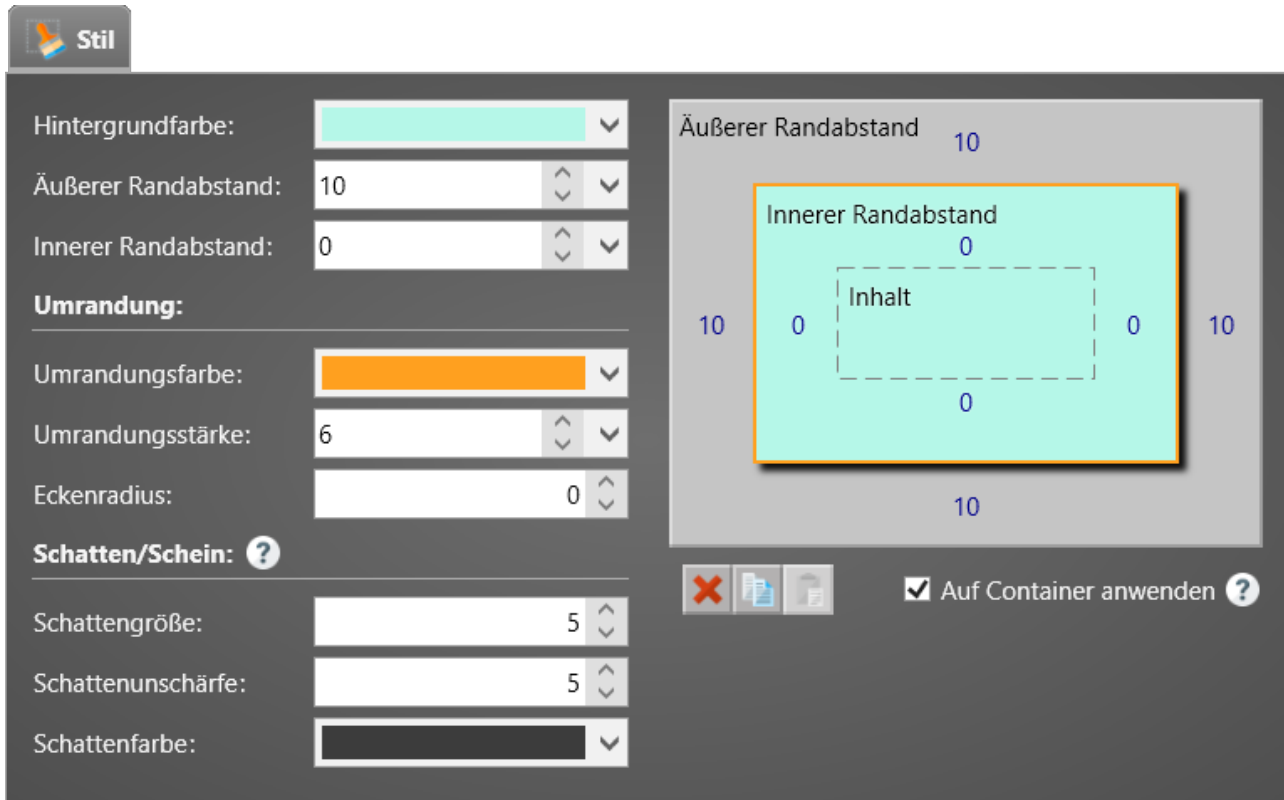 Stil
Hintergrundfarbe:
Äußerer Randabstand: 10
Innerer Randabstand: 0
Umrandung:
Umrandungsfarbe:
Umrandungsstärke: 6
Eckenradius: 0
Schatten/Schein: ?
Schattengröße: 5
Schattenunschärfe: 5
Schattenfarbe:
Äußerer Randabstand 10
Innerer Randabstand
0
Inhalt
10 0 0 10
0
10
Auf Container anwenden ?